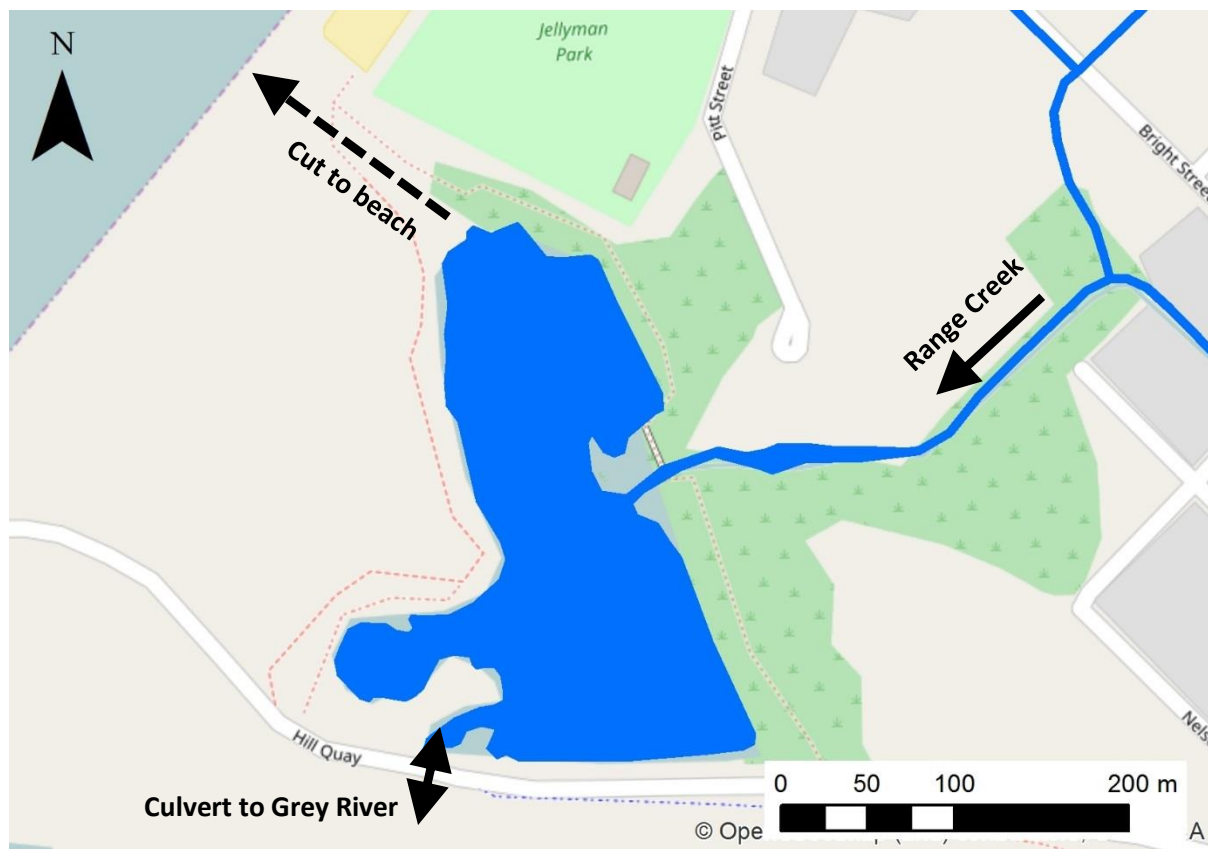 N
Jellyman
Park
Pitt Street
Bright Street
Cut to beach
Range Creek
Hill Quay
Culvert to Grey River
0 50 100 200 m